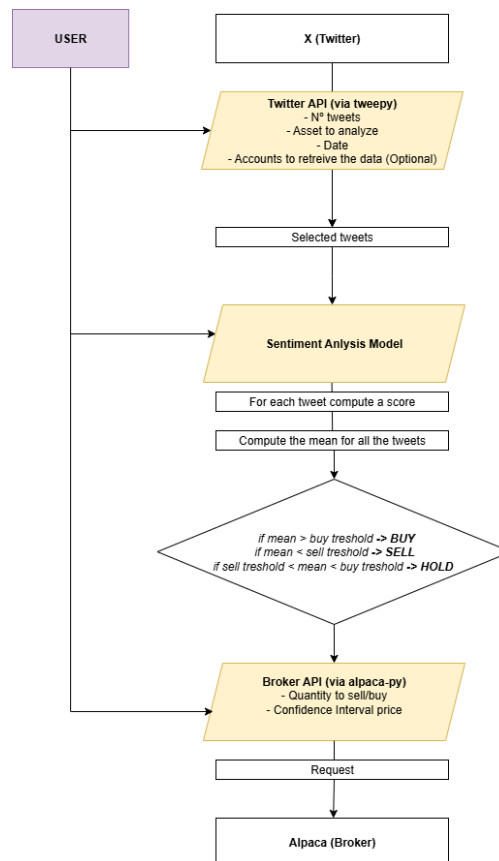 USER
X (Twitter)
Twitter API (via tweepy)
- Nº tweets
- Asset to analyze
- Date
- Accounts to retreive the data (Optional)
Selected tweets
Sentiment Anlysis Model
For each tweet compute a score
Compute the mean for all the tweets
if mean > buy treshold -> BUY
if mean < sell treshold -> SELL
if sell treshold < mean < buy treshold -> HOLD
Broker API (via alpaca-py)
- Quantity to sell/buy
- Confidence Interval price
Request
Alpaca (Broker)